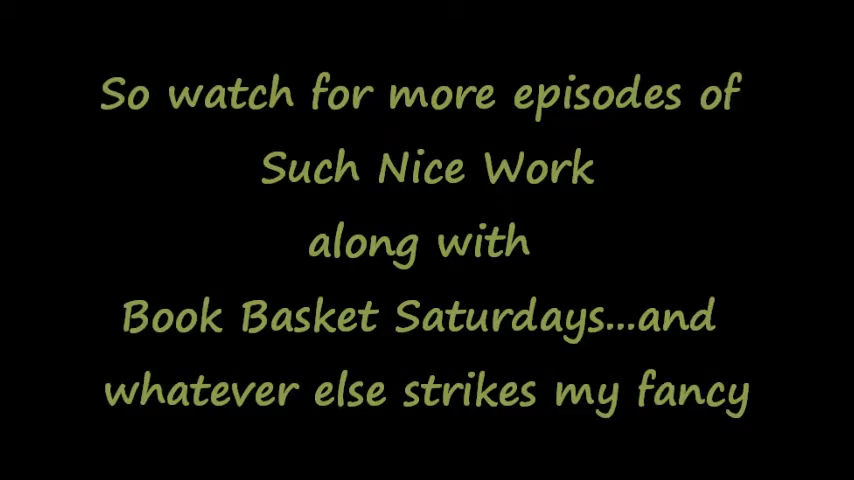 So watch for more episodes of
Such Nice Work
along with
Book Basket Saturdays...and
whatever else strikes my fancy